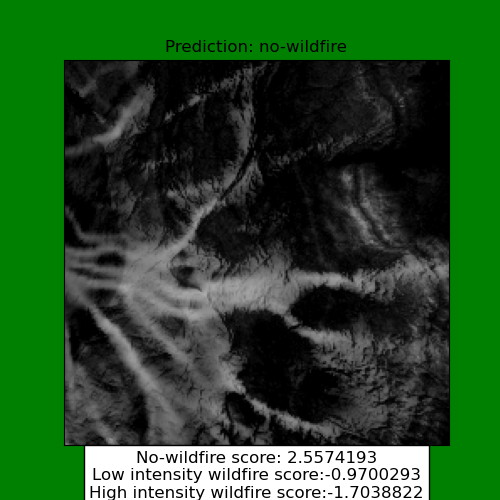 Prediction: no-wildfire
No-wildfire score: 2.5574193
Low intensity wildfire score:-0.9700293
High intensity wildfire score:-1.7038822